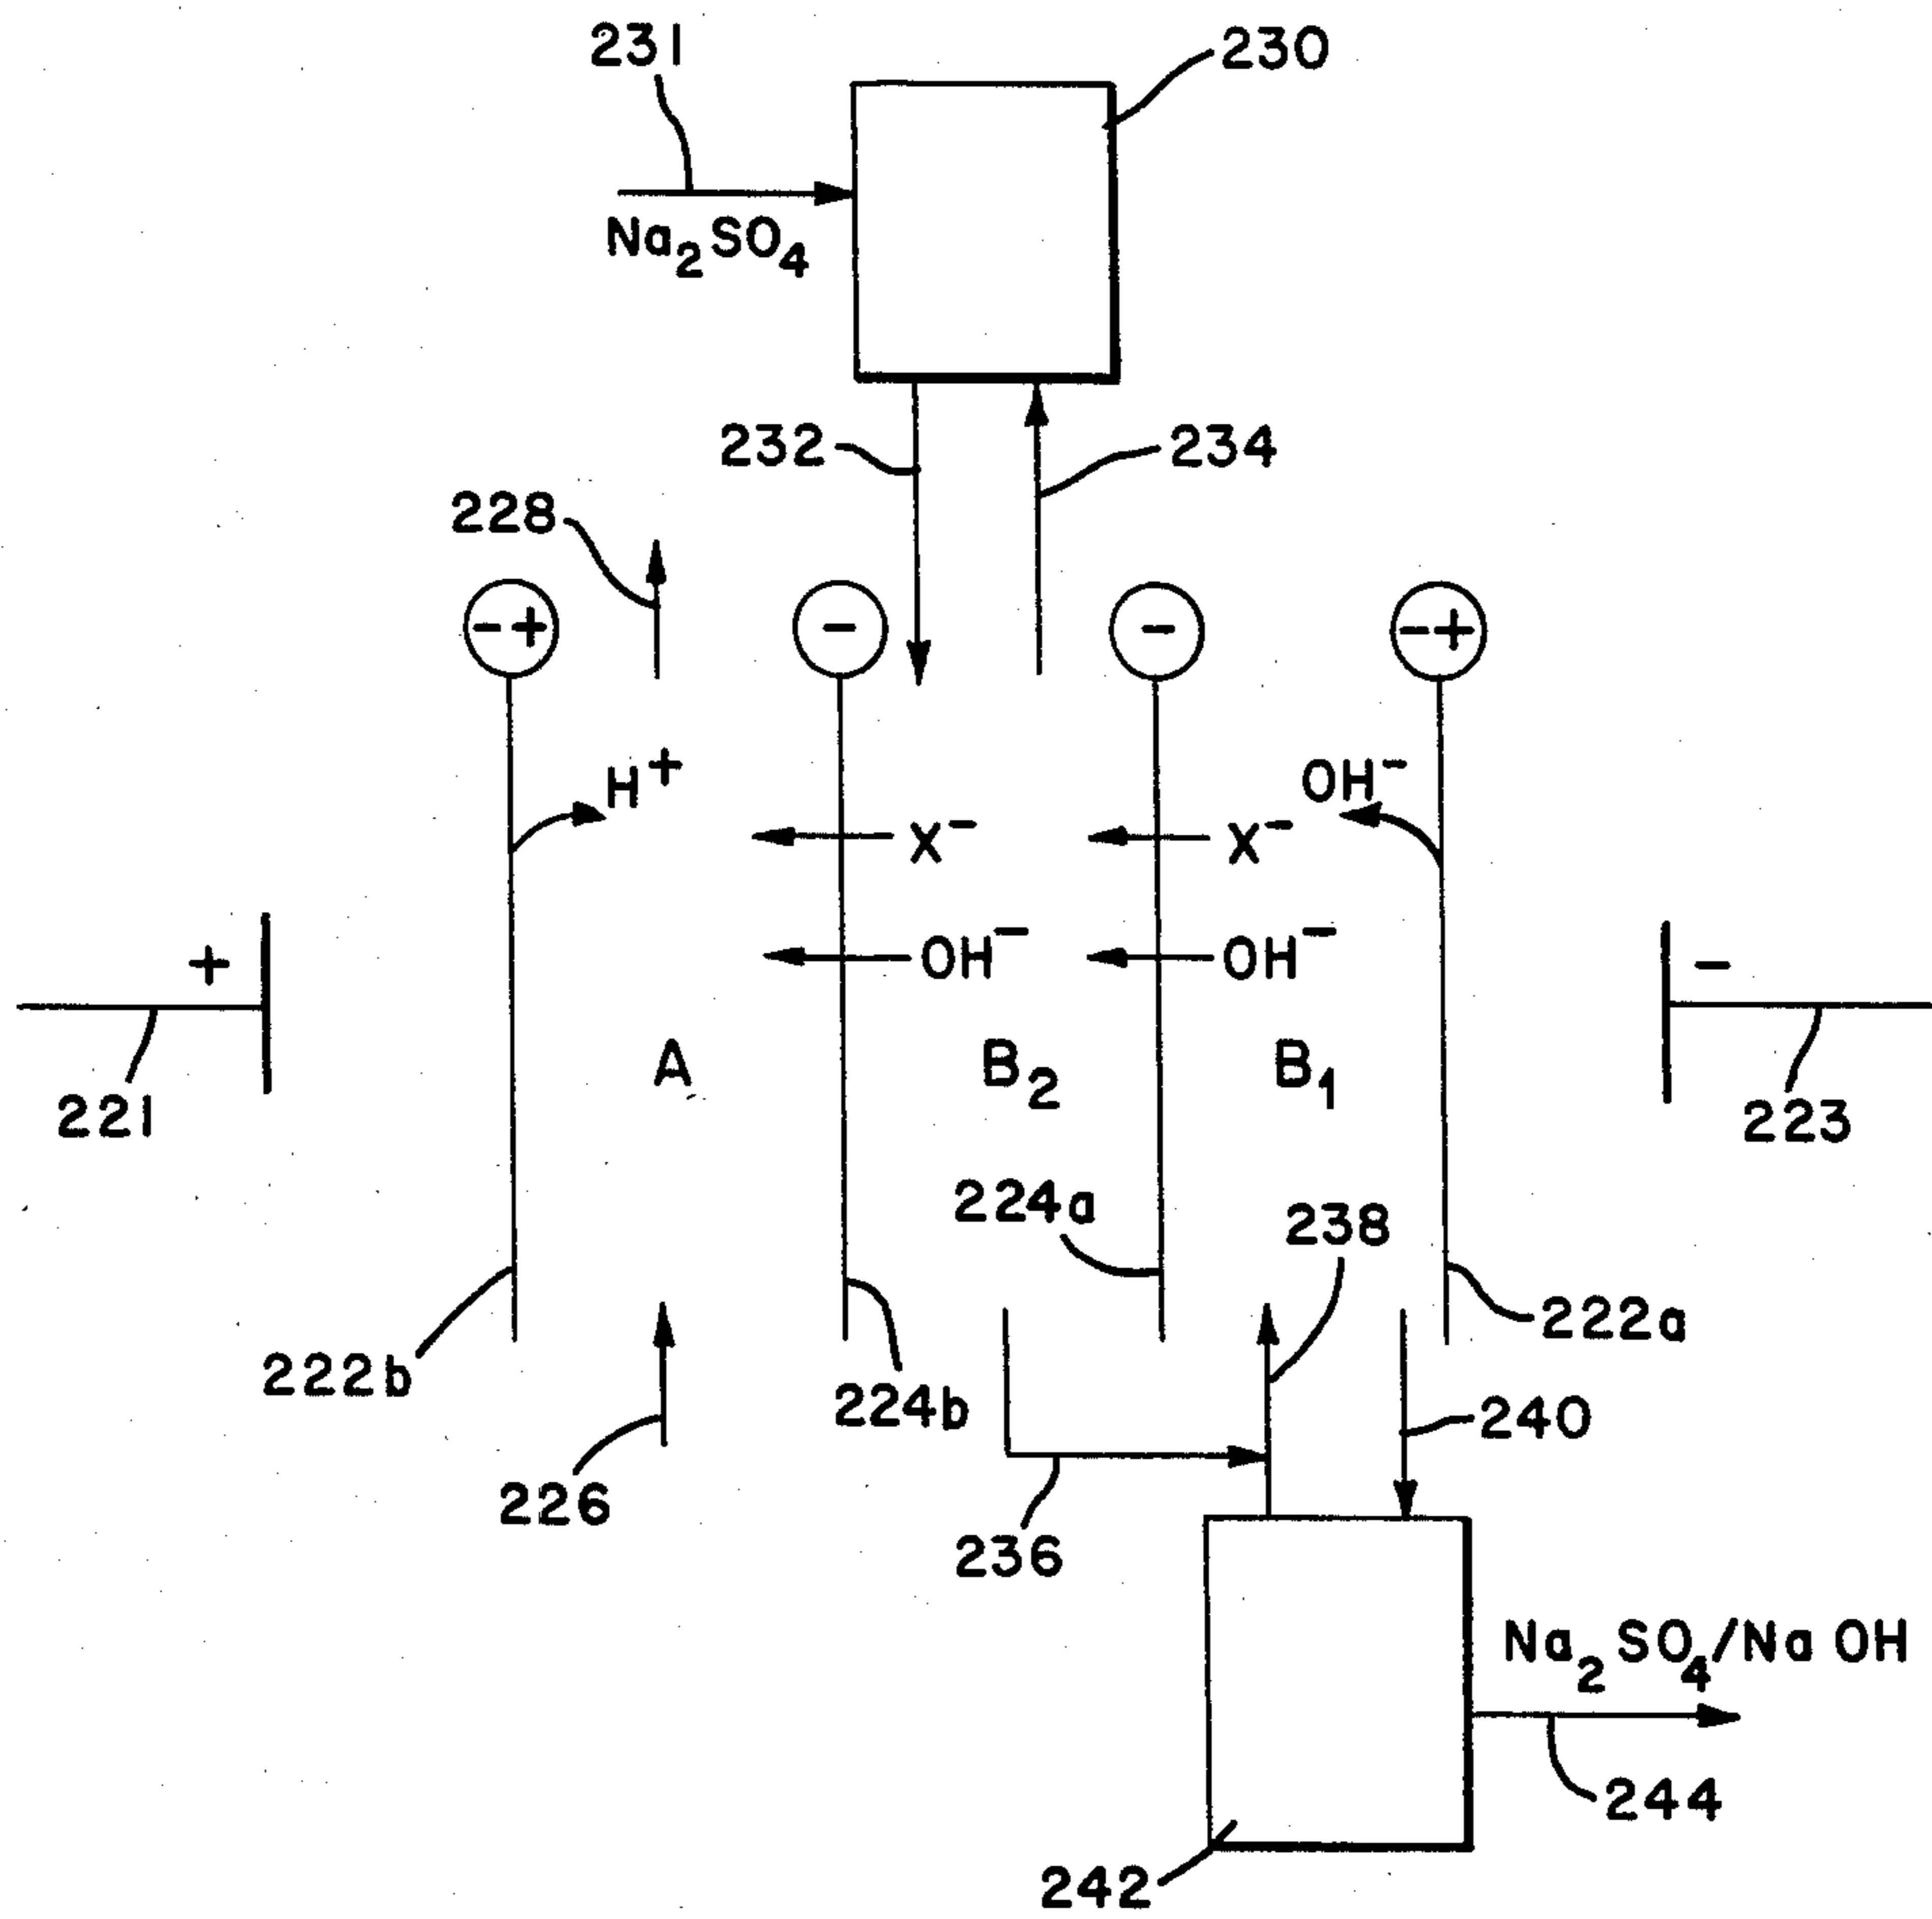 231
230
Na2SO4
232
234
228
-+
-
-
-+
H+
OH-
X-
X-
OH-
OH-
+
-
A
B2
B1
221
223
224a
238
222b
222a
224b
240
226
236
Na2SO4/NaOH
244
242